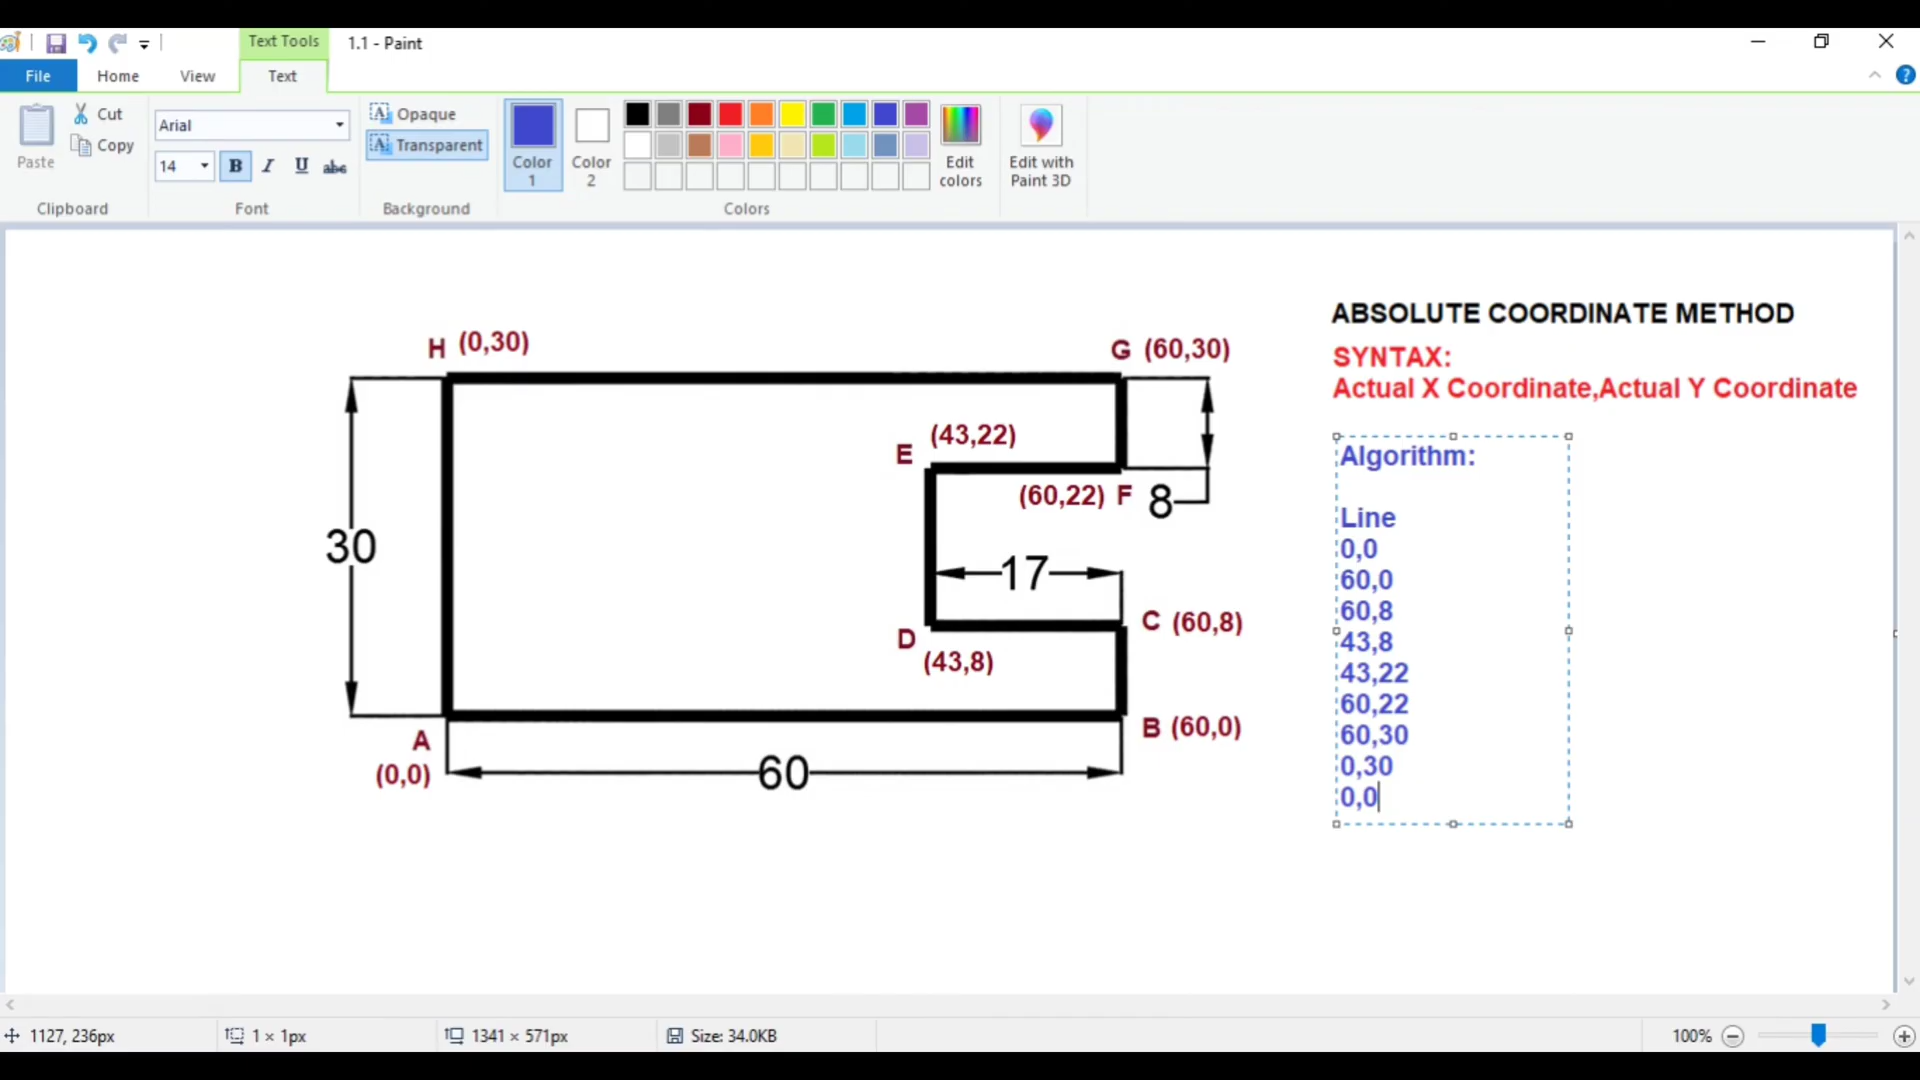 Text Tools
1.1 - Paint
File
Home
View
Text
Paste
Cut
Copy
Clipboard
Arial
14
B
I
U
abc
Font
A Opaque
A Transparent
Background
Color 1
Color 2
Edit colors
Colors
Edit with Paint 3D
?
ABSOLUTE COORDINATE METHOD
SYNTAX:
Actual X Coordinate,Actual Y Coordinate
Algorithm:
Line
0,0
60,0
60,8
43,8
43,22
60,22
60,30
0,30
0,0
H (0,30)
G (60,30)
(43,22)
E
(60,22) F
8
30
17
C (60,8)
D
(43,8)
A
(0,0)
B (60,0)
60
1127, 236px
1 × 1px
1341 × 571px
Size: 34.0KB
100%